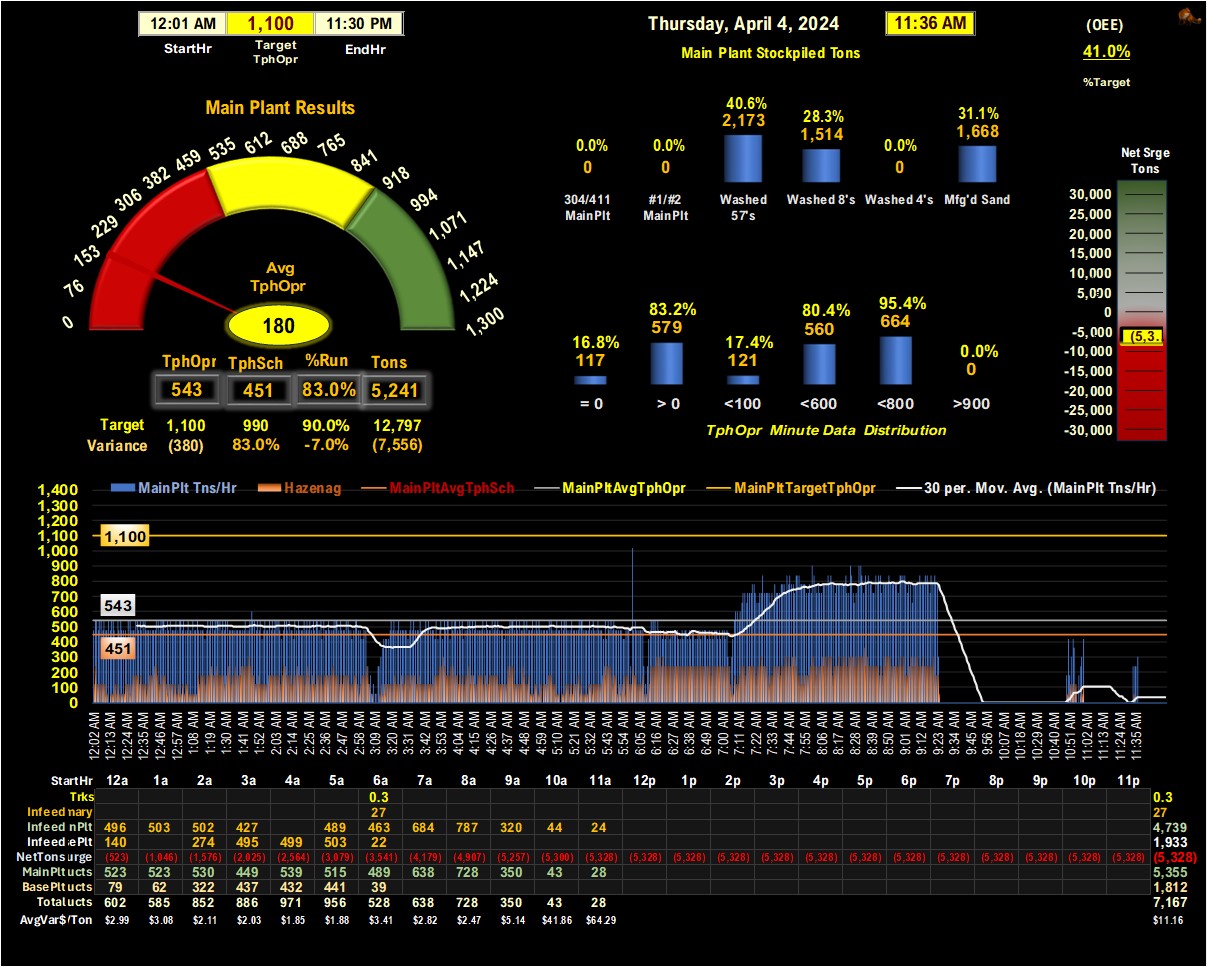 12:01 AM 1,100 11:30 PM
StartHr Target TphOpr EndHr
Thursday, April 4, 2024 11:36 AM
Main Plant Stockpiled Tons
(OEE)
41.0%
%Target
Main Plant Results
0 76 153 229 306 382 459 535 612 688 765 841 918 994 1,071 1,147 1,224 1,300
Avg
TphOpr
180
TphOpr TphSch %Run Tons
543 451 83.0% 5,241
Target 1,100 990 90.0% 12,797
Variance (380) 83.0% -7.0% (7,556)
0.0% 0.0% 40.6% 28.3% 0.0% 31.1%
0 0 2,173 1,514 0 1,668
304/411 MainPlt #1/#2 MainPlt Washed 57's Washed 8's Washed 4's Mfg'd Sand
16.8% 83.2% 17.4% 80.4% 95.4% 0.0%
117 579 121 560 664 0
= 0 > 0 <100 <600 <800 >900
TphOpr Minute Data Distribution
Net Srge
Tons
30,000
25,000
20,000
15,000
10,000
5,000
0
-5,000
(5,3.
-10,000
-15,000
-20,000
-25,000
-30,000
MainPlt Tns/Hr Hazenag MainPltAvgTphSch MainPltAvgTphOpr MainPltTargetTphOpr 30 per. Mov. Avg. (MainPlt Tns/Hr)
1,400
1,300
1,200
1,100
1,000
900
800
700
600
500
400
300
200
100
0
1,100
543
451
12:02 AM 12:13 AM 12:24 AM 12:35 AM 12:46 AM 12:57 AM 1:08 AM 1:19 AM 1:30 AM 1:41 AM 1:52 AM 2:03 AM 2:14 AM 2:25 AM 2:36 AM 2:47 AM 2:58 AM 3:09 AM 3:20 AM 3:31 AM 3:42 AM 3:53 AM 4:04 AM 4:15 AM 4:26 AM 4:37 AM 4:48 AM 4:59 AM 5:10 AM 5:21 AM 5:32 AM 5:43 AM 5:54 AM 6:05 AM 6:16 AM 6:27 AM 6:38 AM 6:49 AM 7:00 AM 7:11 AM 7:22 AM 7:33 AM 7:44 AM 7:55 AM 8:06 AM 8:17 AM 8:28 AM 8:39 AM 8:50 AM 9:01 AM 9:12 AM 9:23 AM 9:34 AM 9:45 AM 9:56 AM 10:07 AM 10:18 AM 10:29 AM 10:40 AM 10:51 AM 11:02 AM 11:13 AM 11:24 AM 11:35 AM
StartHr 12a 1a 2a 3a 4a 5a 6a 7a 8a 9a 10a 11a 12p 1p 2p 3p 4p 5p 6p 7p 8p 9p 10p 11p
Trks 0.3 0.3
Infeed mary 27 27
Infeed nPlt 496 503 502 427 489 463 684 787 320 44 24 4,739
Infeed ePlt 140 274 495 499 503 22 1,933
NetTons urge (523) (1,046) (1,576) (2,025) (2,564) (3,079) (3,541) (4,179) (4,907) (5,257) (5,300) (5,328) (5,328) (5,328) (5,328) (5,328) (5,328) (5,328) (5,328) (5,328) (5,328) (5,328) (5,328) (5,328) (5,328)
MainPlt ucts 523 523 530 449 539 515 489 638 728 350 43 28 5,355
BasePlt ucts 79 62 322 437 432 441 39 1,812
Total ucts 602 585 852 886 971 956 528 638 728 350 43 28 7,167
AvgVar$/Ton $2.99 $3.08 $2.11 $2.03 $1.85 $1.88 $3.41 $2.82 $2.47 $5.14 $41.86 $64.29 $11.16